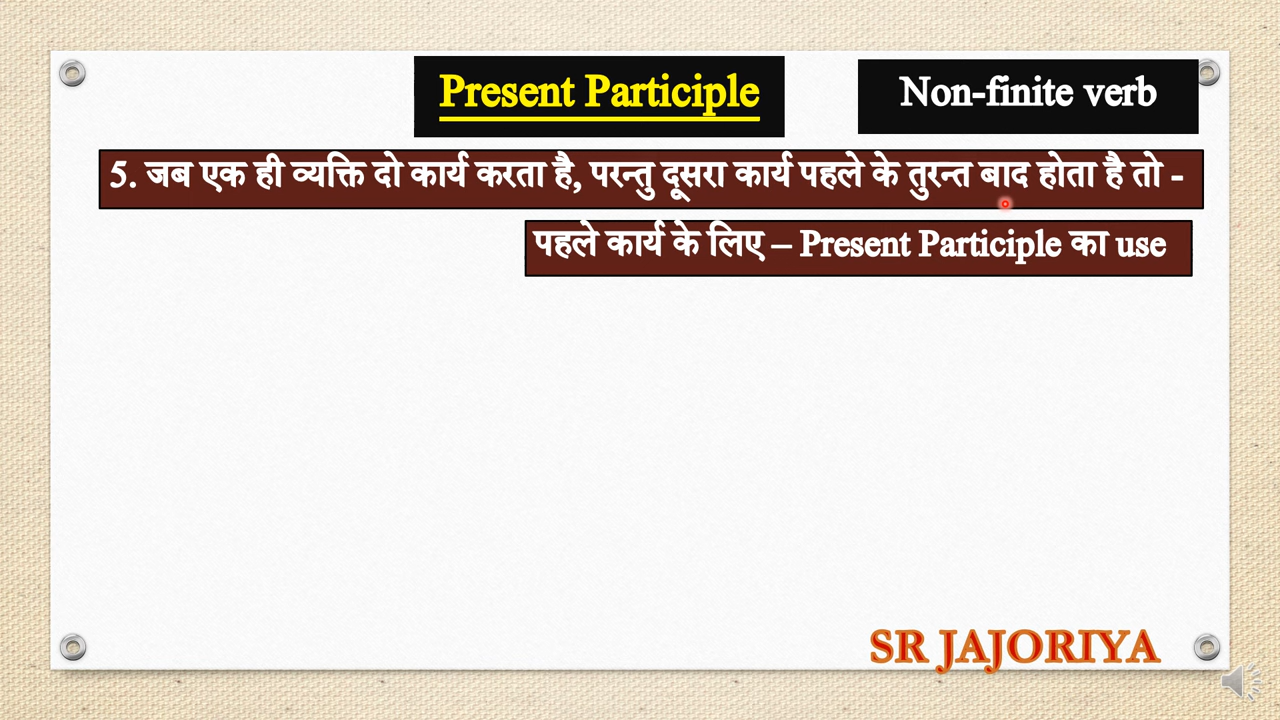 Present Participle
Non-finite verb
5. जब एक ही व्यक्ति दो कार्य करता है, परन्तु दूसरा कार्य पहले के तुरन्त बाद होता है तो -
पहले कार्य के लिए – Present Participle का use
SR JAJORIYA